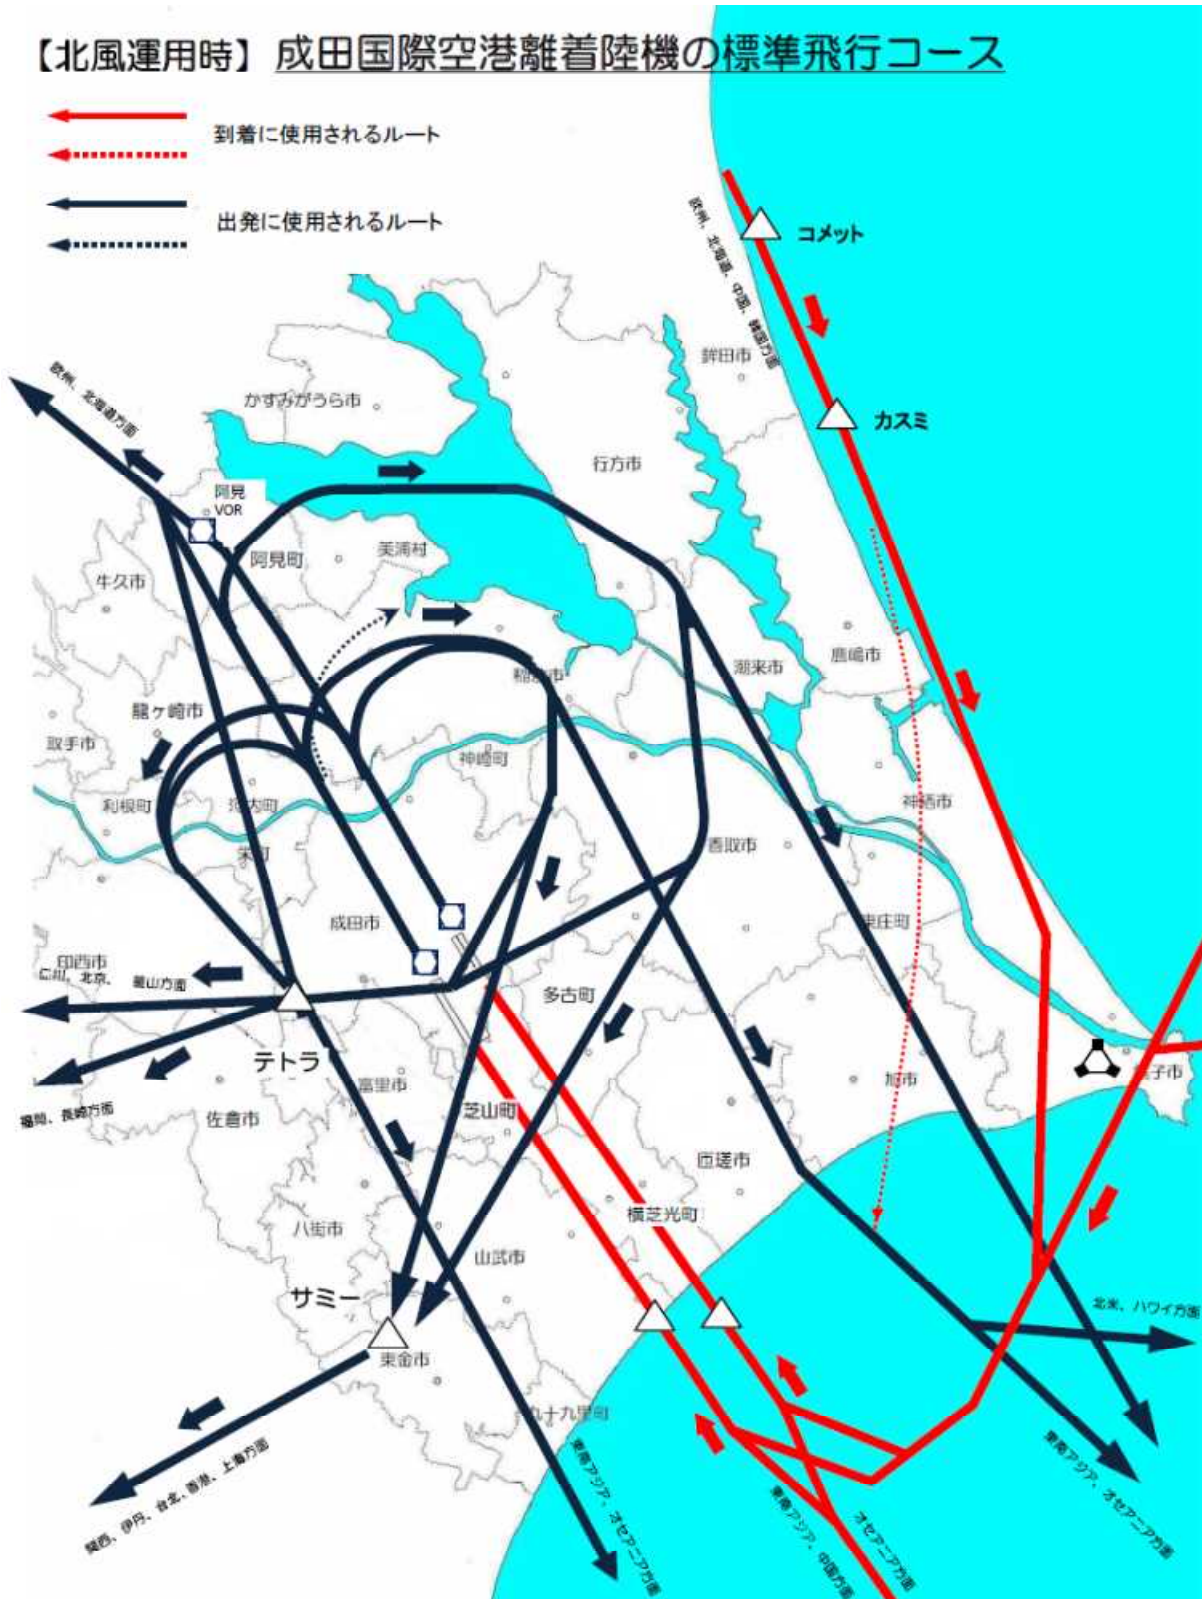 【北風運用時】 成田国際空港離着陸機の標準飛行コース
到着に使用されるルート
出発に使用されるルート
欧州、北海道、中国、韓国方面
コメット
鉾田市
カスミ
欧州、北海道方面
かすみがうら市
行方市
阿見
VOR
阿見町
美浦村
牛久市
稲敷市
潮来市
鹿嶋市
龍ヶ崎市
取手市
神崎町
利根町
河内町
神栖市
栄町
香取市
成田市
東庄町
印西市
仁川、北京、 釜山方面
多古町
テトラ
富里市
旭市
銚子市
福岡、長崎方面
佐倉市
芝山町
匝瑳市
八街市
横芝光町
山武市
サミー
東金市
北米、ハワイ方面
九十九里町
関西、伊丹、台北、香港、上海方面
東南アジア、オセアニア方面
東南アジア、中国方面
オセアニア方面
東南アジア、オセアニア方面